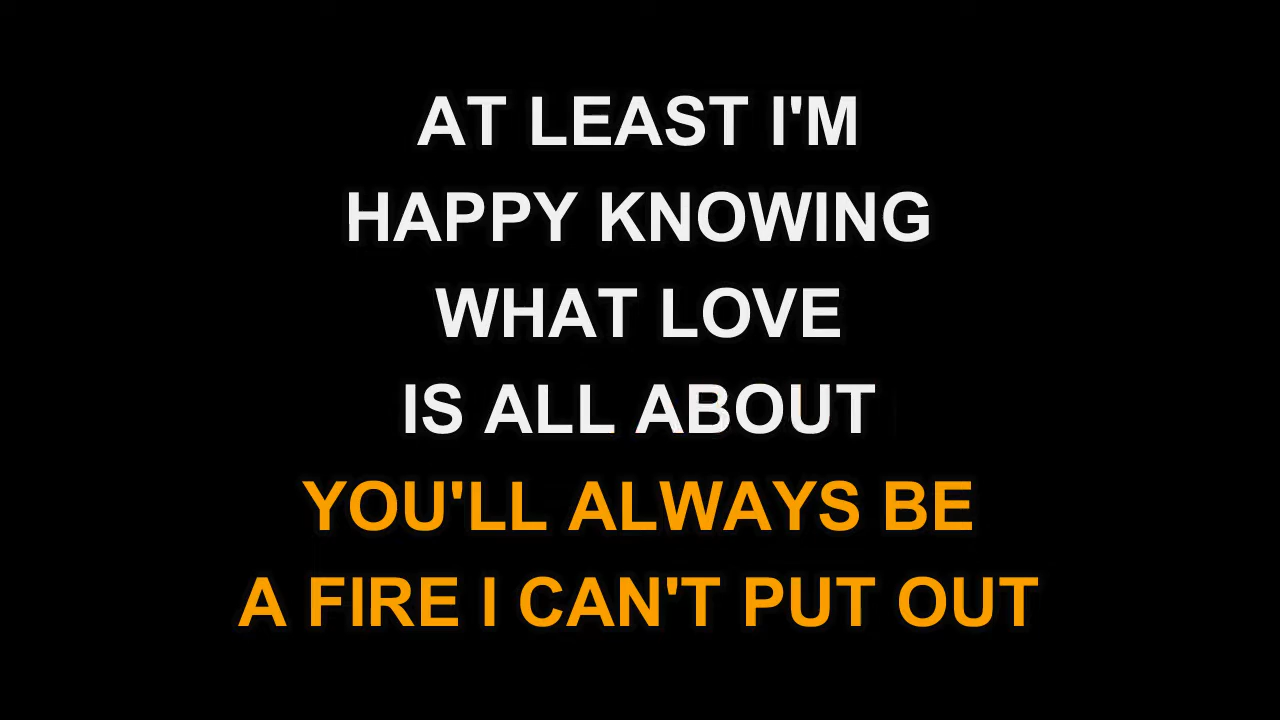 AT LEAST I'M
HAPPY KNOWING
WHAT LOVE
IS ALL ABOUT
YOU'LL ALWAYS BE
A FIRE I CAN'T PUT OUT